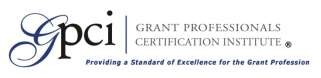 gpci GRANT PROFESSIONALS
CERTIFICATION INSTITUTE ®
Providing a Standard of Excellence for the Grant Profession